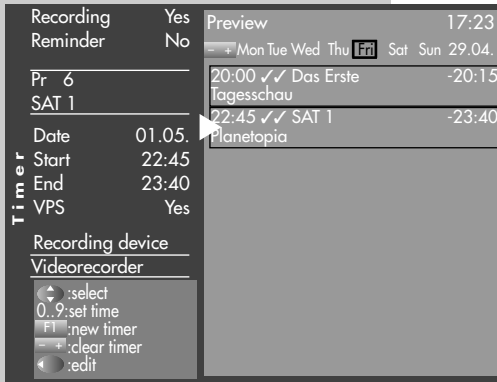 Recording Yes
Reminder No
Pr 6
SAT 1
Timer
Date 01.05.
Start 22:45
End 23:40
VPS Yes
Recording device
Videorecorder
:select
0..9:set time
F1 :new timer
- + :clear timer
:edit
Preview 17:23
- + Mon Tue Wed Thu Fri Sat Sun 29.04.
20:00 ✓✓ Das Erste -20:15
Tagesschau
22:45 ✓✓ SAT 1 -23:40
Planetopia